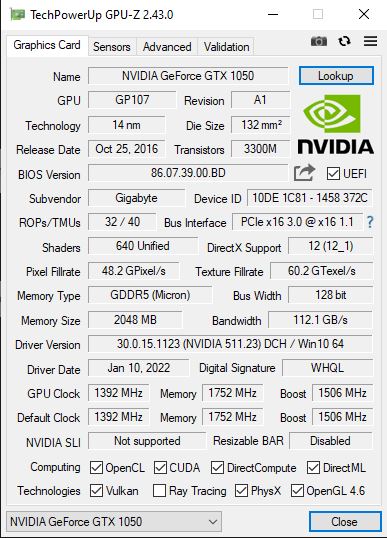 TechPowerUp GPU-Z 2.43.0
Graphics Card Sensors Advanced Validation
Name NVIDIA GeForce GTX 1050 Lookup
GPU GP107 Revision A1
Technology 14 nm Die Size 132 mm²
Release Date Oct 25, 2016 Transistors 3300M
NVIDIA
BIOS Version 86.07.39.00.BD UEFI
Subvendor Gigabyte Device ID 10DE 1C81 - 1458 372C
ROPs/TMUs 32 / 40 Bus Interface PCIe x16 3.0 @ x16 1.1 ?
Shaders 640 Unified DirectX Support 12 (12_1)
Pixel Fillrate 48.2 GPixel/s Texture Fillrate 60.2 GTexel/s
Memory Type GDDR5 (Micron) Bus Width 128 bit
Memory Size 2048 MB Bandwidth 112.1 GB/s
Driver Version 30.0.15.1123 (NVIDIA 511.23) DCH / Win10 64
Driver Date Jan 10, 2022 Digital Signature WHQL
GPU Clock 1392 MHz Memory 1752 MHz Boost 1506 MHz
Default Clock 1392 MHz Memory 1752 MHz Boost 1506 MHz
NVIDIA SLI Not supported Resizable BAR Disabled
Computing OpenCL CUDA DirectCompute DirectML
Technologies Vulkan Ray Tracing PhysX OpenGL 4.6
NVIDIA GeForce GTX 1050 Close